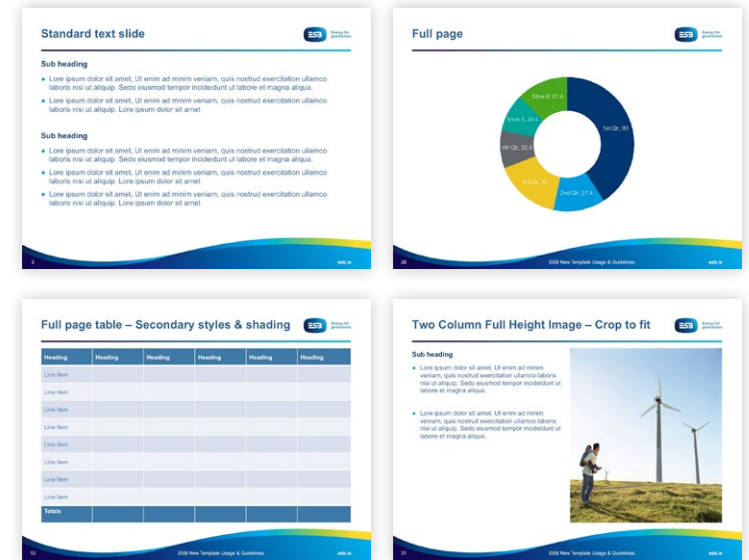 Standard text slide
ESB
Energy for
generations
Sub heading
Lore ipsum dolor sit amet, Ut enim ad minim veniam, quis nostrud exercitation ullamco
laboris nisi ut aliquip. Sedo eiusmod tempor incideidunt ut labore et magna aliqua.
Lore ipsum dolor sit amet, Ut enim ad minim veniam, quis nostrud exercitation ullamco
laboris nisi ut aliquip. Lore ipsum dolor sit amet
Sub heading
Lore ipsum dolor sit amet, Ut enim ad minim veniam, quis nostrud exercitation ullamco
laboris nisi ut aliquip. Sedo eiusmod tempor incideidunt ut labore et magna aliqua.
Lore ipsum dolor sit amet, Ut enim ad minim veniam, quis nostrud exercitation ullamco
laboris nisi ut aliquip. Lore ipsum dolor sit amet
Lore ipsum dolor sit amet, Ut enim ad minim veniam, quis nostrud exercitation ullamco
laboris nisi ut aliquip. Lore ipsum dolor sit amet
2
esb.ie
Full page
ESB
Energy for
generations
Slice 6, 27.4
Slice 5, 20.4
4th Qtr, 20.4
1st Qtr, 90
2nd Qtr, 27.4
ESB New Template Usage & Guidelines
esb.ie
Full page table – Secondary styles & shading
ESB
Energy for
generations
Heading Heading Heading Heading Heading Heading
Line Item
Line Item
Line Item
Line Item
Line Item
Line Item
Line Item
Line Item
Totals
ESB New Template Usage & Guidelines
esb.ie
Two Column Full Height Image – Crop to fit
ESB
Energy for
generations
Sub heading
Lore ipsum dolor sit amet, Ut enim ad minim
veniam, quis nostrud exercitation ullamco laboris
nisi ut aliquip. Sedo eiusmod tempor incideidunt ut
labore et magna aliqua.
Lore ipsum dolor sit amet, Ut enim ad minim
veniam, quis nostrud exercitation ullamco laboris
nisi ut aliquip. Sedo eiusmod tempor incideidunt ut
labore et magna aliqua.
31
ESB New Template Usage & Guidelines
esb.ie